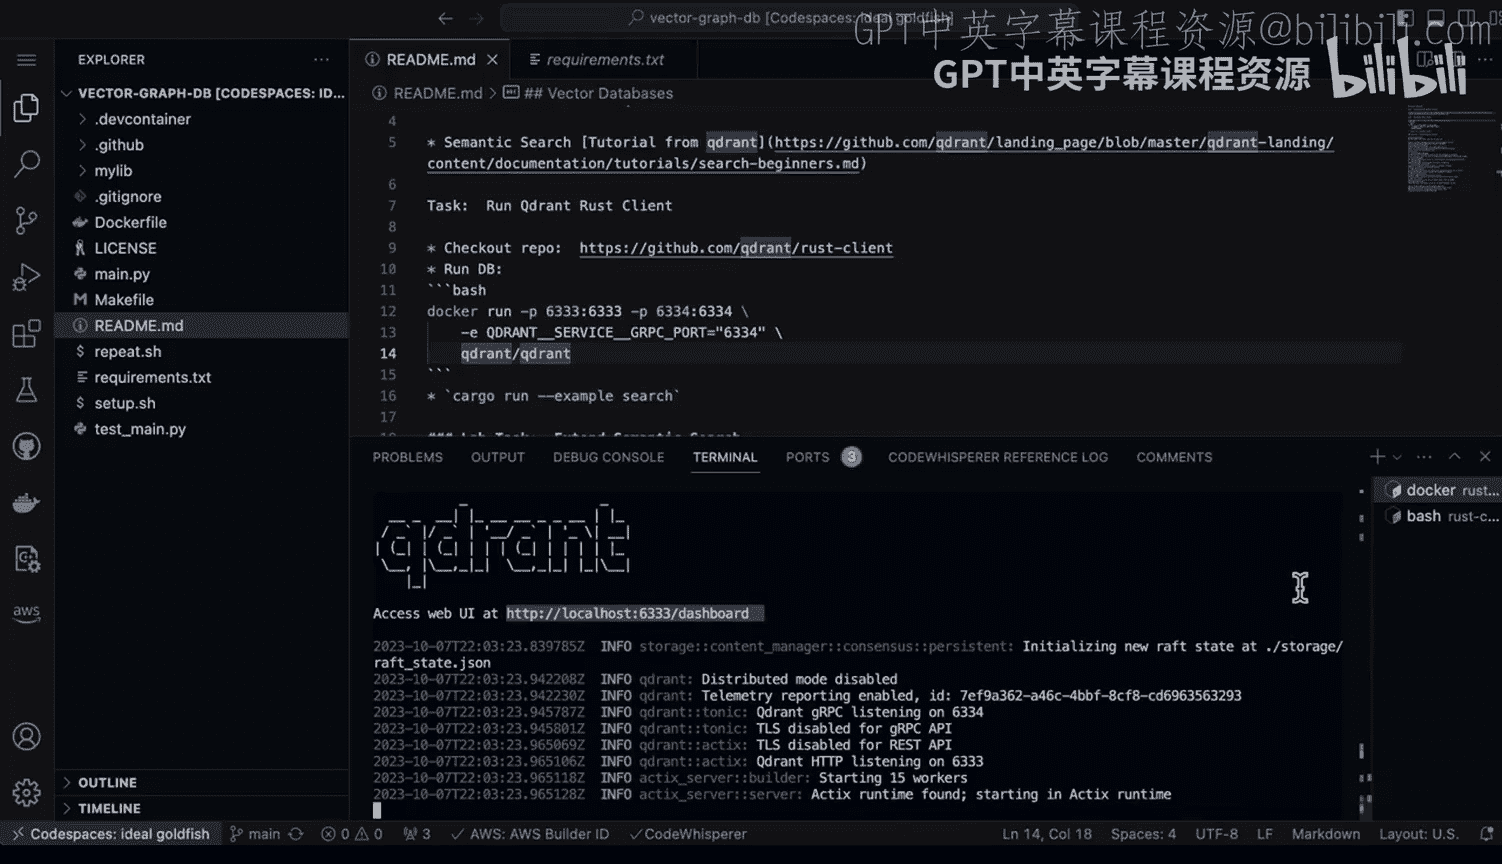 vector-graph-db [Codespaces: ideal goldfish]
GPT中英字幕课程资源@bilibili.com
GPT中英字幕课程资源 bilibili
EXPLORER
README.md
requirements.txt
VECTOR-GRAPH-DB [CODESPACES: ID...
README.md > ## Vector Databases
.devcontainer
.github
mylib
.gitignore
Dockerfile
LICENSE
main.py
Makefile
README.md
repeat.sh
requirements.txt
setup.sh
test_main.py
OUTLINE
TIMELINE
4
5 * Semantic Search [Tutorial from qdrant](https://github.com/qdrant/landing_page/blob/master/qdrant-landing/
content/documentation/tutorials/search-beginners.md)
6
7 Task:  Run Qdrant Rust Client
8
9 * Checkout repo:  https://github.com/qdrant/rust-client
10 * Run DB:
11 ```bash
12 docker run -p 6333:6333 -p 6334:6334 \
13     -e QDRANT__SERVICE__GRPC_PORT="6334" \
14     qdrant/qdrant
15 ```
16 * `cargo run --example search`
17
PROBLEMS OUTPUT DEBUG CONSOLE TERMINAL PORTS 3 CODEWHISPERER REFERENCE LOG COMMENTS
docker rust...
bash rust-c...
qdrant
Access web UI at http://localhost:6333/dashboard
2023-10-07T22:03:23.839785Z  INFO storage::content_manager::consensus::persistent: Initializing new raft state at ./storage/
raft_state.json
2023-10-07T22:03:23.942208Z  INFO qdrant: Distributed mode disabled
2023-10-07T22:03:23.942230Z  INFO qdrant: Telemetry reporting enabled, id: 7ef9a362-a46c-4bbf-8cf8-cd6963563293
2023-10-07T22:03:23.945787Z  INFO qdrant::tonic: Qdrant gRPC listening on 6334
2023-10-07T22:03:23.945801Z  INFO qdrant::tonic: TLS disabled for gRPC API
2023-10-07T22:03:23.965069Z  INFO qdrant::actix: TLS disabled for REST API
2023-10-07T22:03:23.965106Z  INFO qdrant::actix: Qdrant HTTP listening on 6333
2023-10-07T22:03:23.965118Z  INFO actix_server::builder: Starting 15 workers
2023-10-07T22:03:23.965128Z  INFO actix_server::server: Actix runtime found; starting in Actix runtime
aws
Codespaces: ideal goldfish main 0 0 3 AWS: AWS Builder ID CodeWhisperer Ln 14, Col 18 Spaces: 4 UTF-8 LF Markdown Layout: U.S.